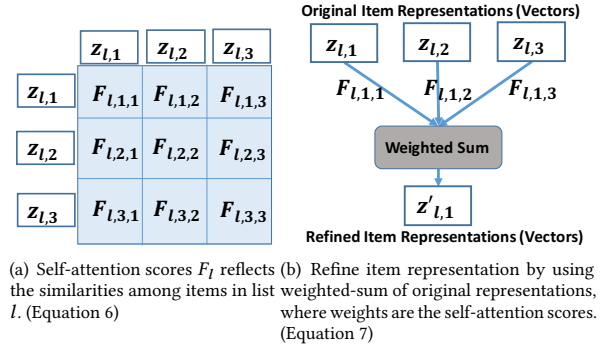 z_{l,1} z_{l,2} z_{l,3}
z_{l,1} F_{l,1,1} F_{l,1,2} F_{l,1,3}
z_{l,2} F_{l,2,1} F_{l,2,2} F_{l,2,3}
z_{l,3} F_{l,3,1} F_{l,3,2} F_{l,3,3}
(a) Self-attention scores F_l reflects
the similarities among items in list
l. (Equation 6)
Original Item Representations (Vectors)
z_{l,1} z_{l,2} z_{l,3}
F_{l,1,1} F_{l,1,2} F_{l,1,3}
Weighted Sum
z'_{l,1}
Refined Item Representations (Vectors)
(b) Refine item representation by using
weighted-sum of original representations,
where weights are the self-attention scores.
(Equation 7)